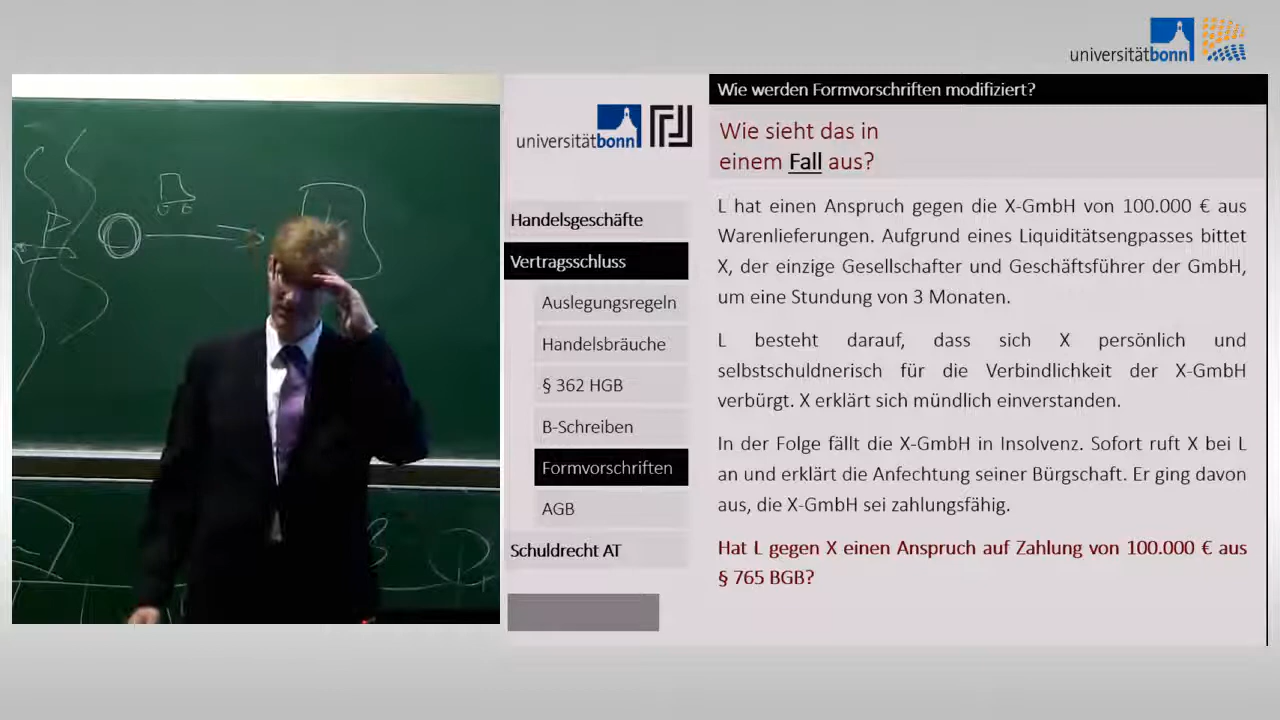 universitätbonn
Wie werden Formvorschriften modifiziert?
universitätbonn
Wie sieht das in
einem Fall aus?
Handelsgeschäfte
Vertragsschluss
Auslegungsregeln
Handelsbräuche
§ 362 HGB
B-Schreiben
Formvorschriften
AGB
Schuldrecht AT
L hat einen Anspruch gegen die X-GmbH von 100.000 € aus
Warenlieferungen. Aufgrund eines Liquiditätsengpasses bittet
X, der einzige Gesellschafter und Geschäftsführer der GmbH,
um eine Stundung von 3 Monaten.
L besteht darauf, dass sich X persönlich und
selbstschuldnerisch für die Verbindlichkeit der X-GmbH
verbürgt. X erklärt sich mündlich einverstanden.
In der Folge fällt die X-GmbH in Insolvenz. Sofort ruft X bei L
an und erklärt die Anfechtung seiner Bürgschaft. Er ging davon
aus, die X-GmbH sei zahlungsfähig.
Hat L gegen X einen Anspruch auf Zahlung von 100.000 € aus
§ 765 BGB?